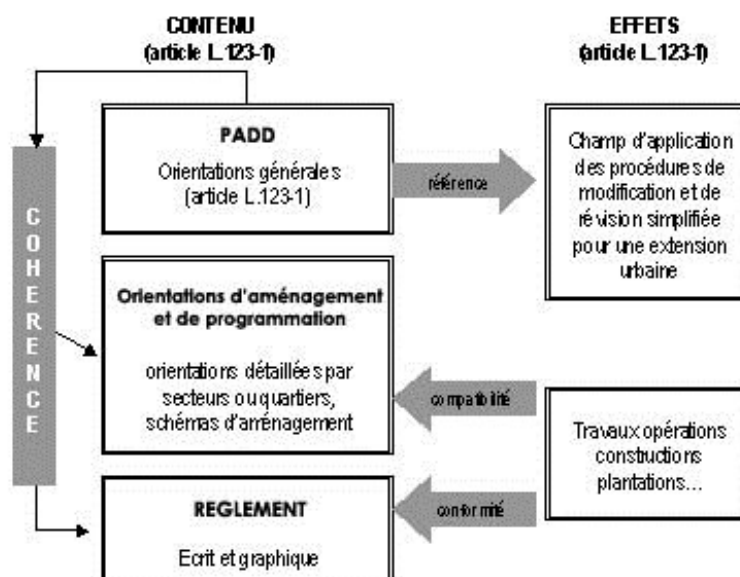 CONTENU
(article L.123-1)
EFFETS
(article L.123-1)
COHERENCE
PADD
Orientations générales
(article L.123-1)
référence
Champ d'application
des procédures de
modification et de
révision simplifiée
pour une extension
urbaine
Orientations d'aménagement
et de programmation
orientations détaillées par
secteurs ou quartiers,
schémas d'aménagement
compatibilité
Travaux opérations
constructions
plantations...
REGLEMENT
Ecrit et graphique
conformité